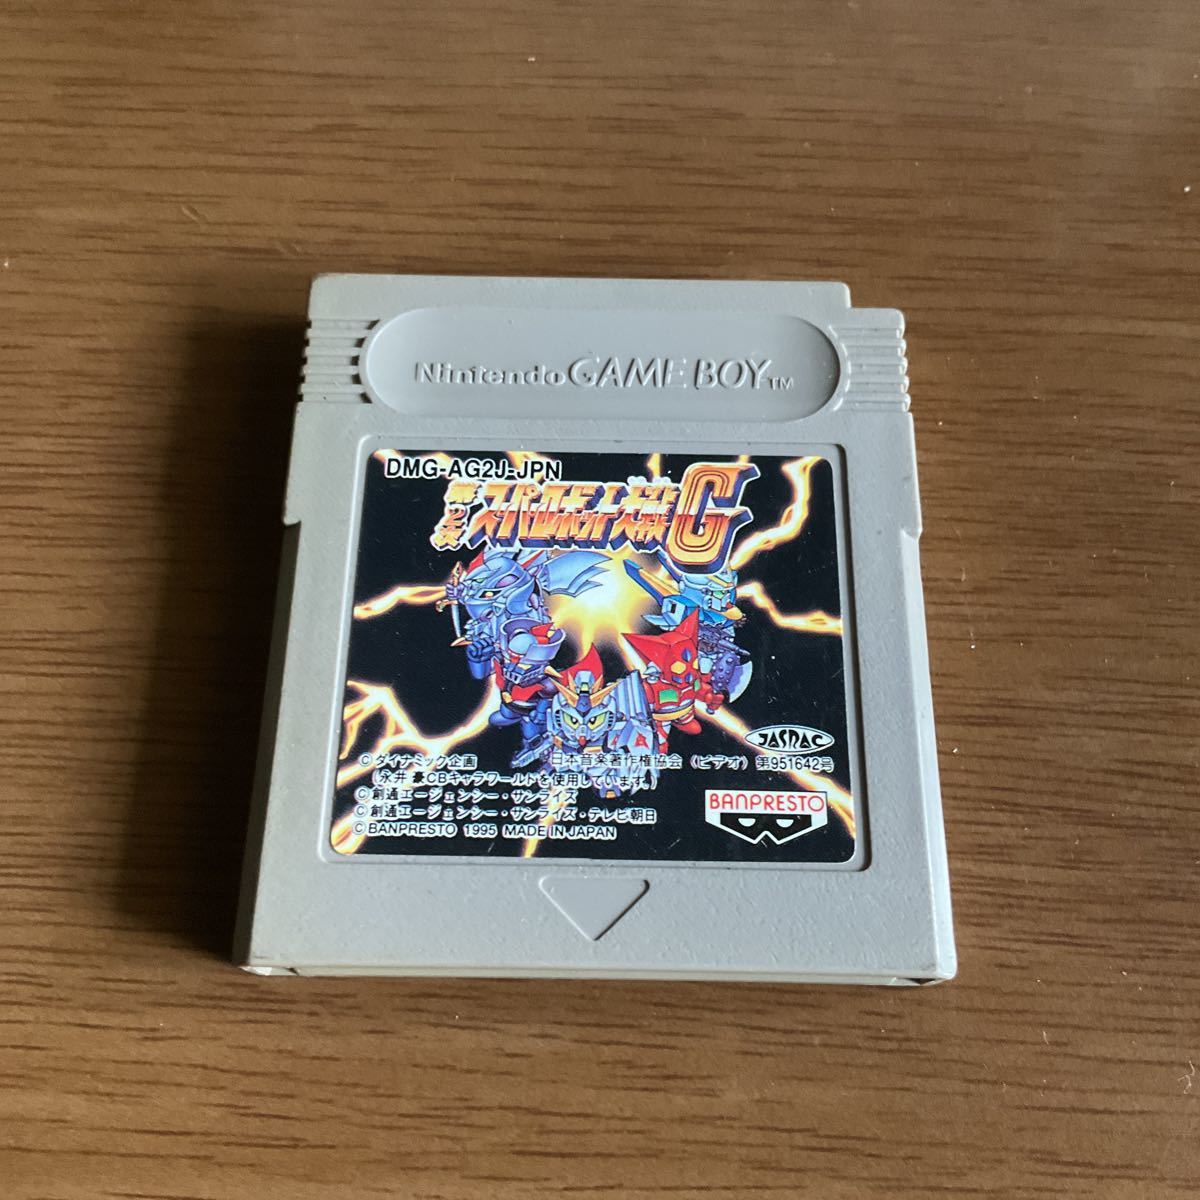 Nintendo GAME BOY TM
DMG-AG2J-JPN
第2次
スーパーロボット大戦G
JASRAC
©ダイナミック企画
日本音楽著作権協会(ビデオ)第951642号
(永井豪CBキャラワールドを使用しています。)
©創通エージェンシー・サンライズ
©創通エージェンシー・サンライズ・テレビ朝日
©BANPRESTO 1995 MADE IN JAPAN
BANPRESTO